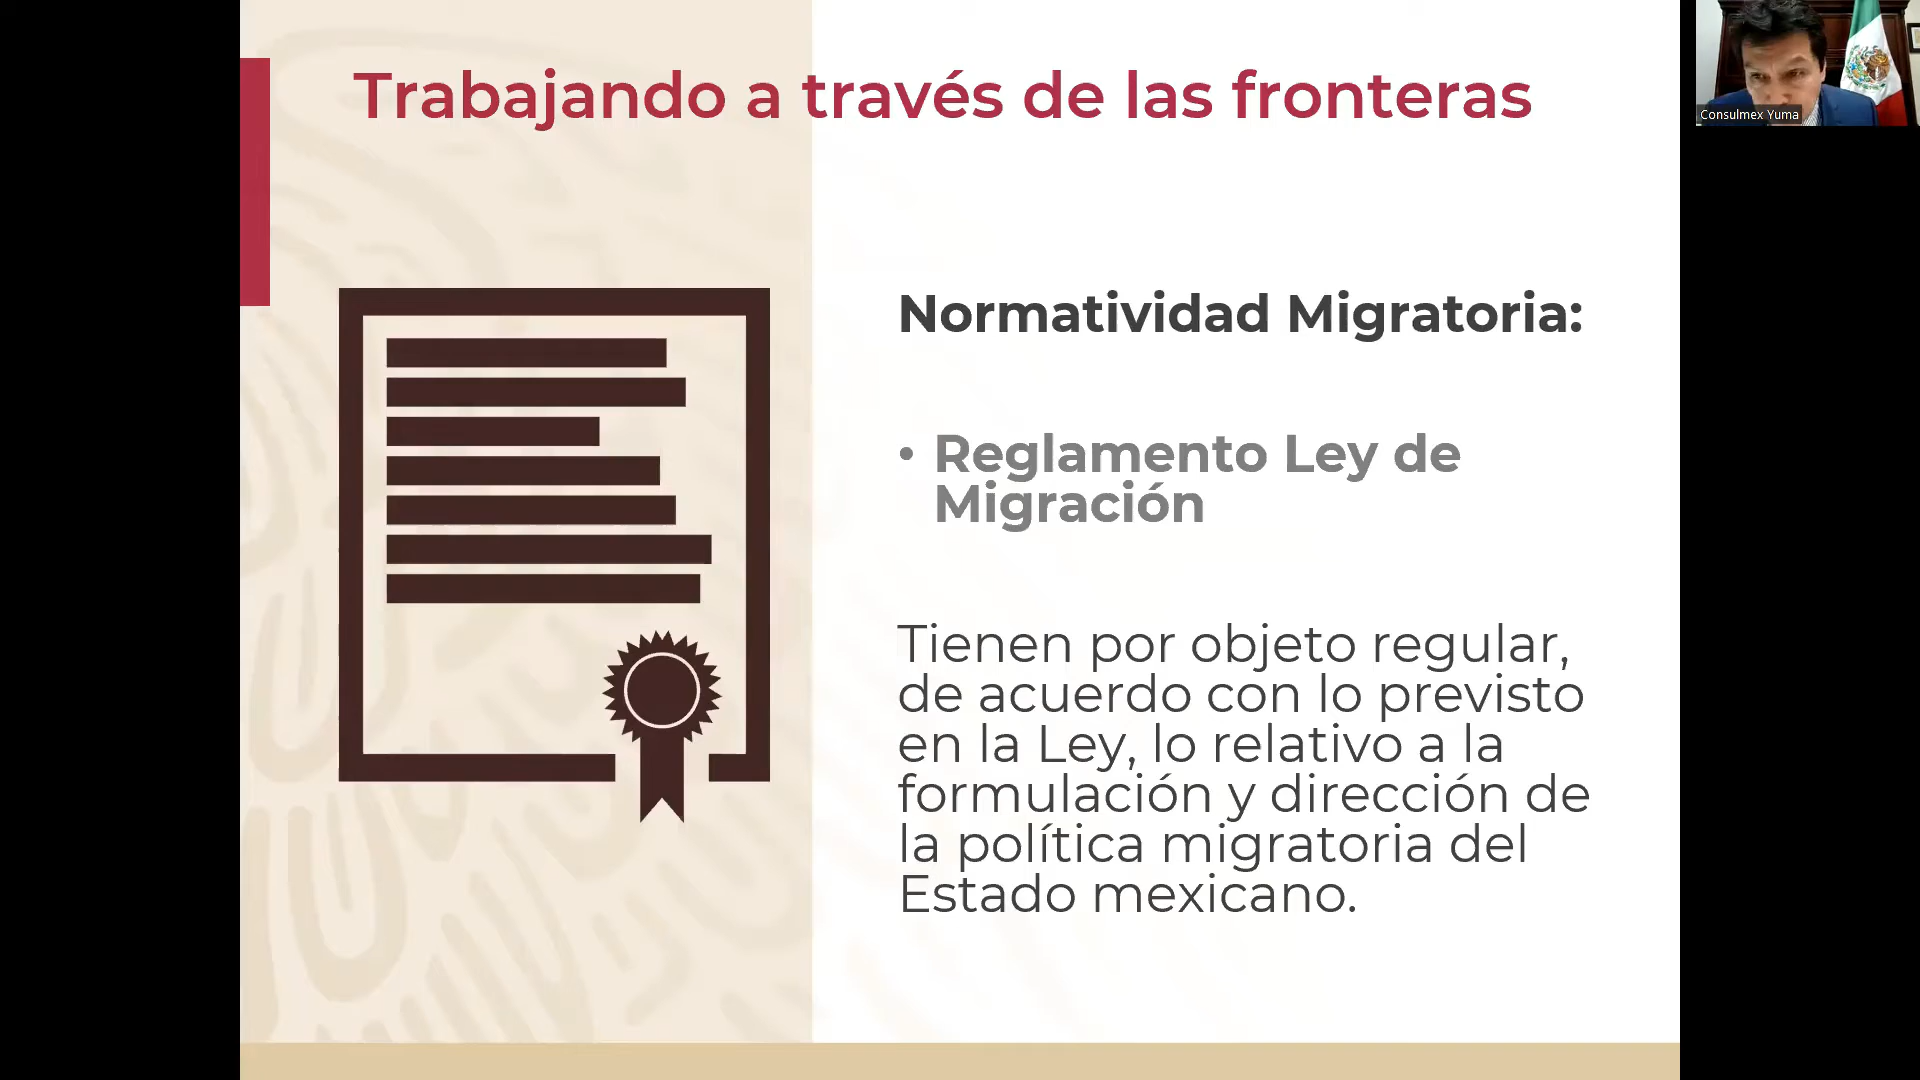 Trabajando a través de las fronteras
Consulmex Yuma
Normatividad Migratoria:
• Reglamento Ley de
Migración
Tienen por objeto regular,
de acuerdo con lo previsto
en la Ley, lo relativo a la
formulación y dirección de
la política migratoria del
Estado mexicano.